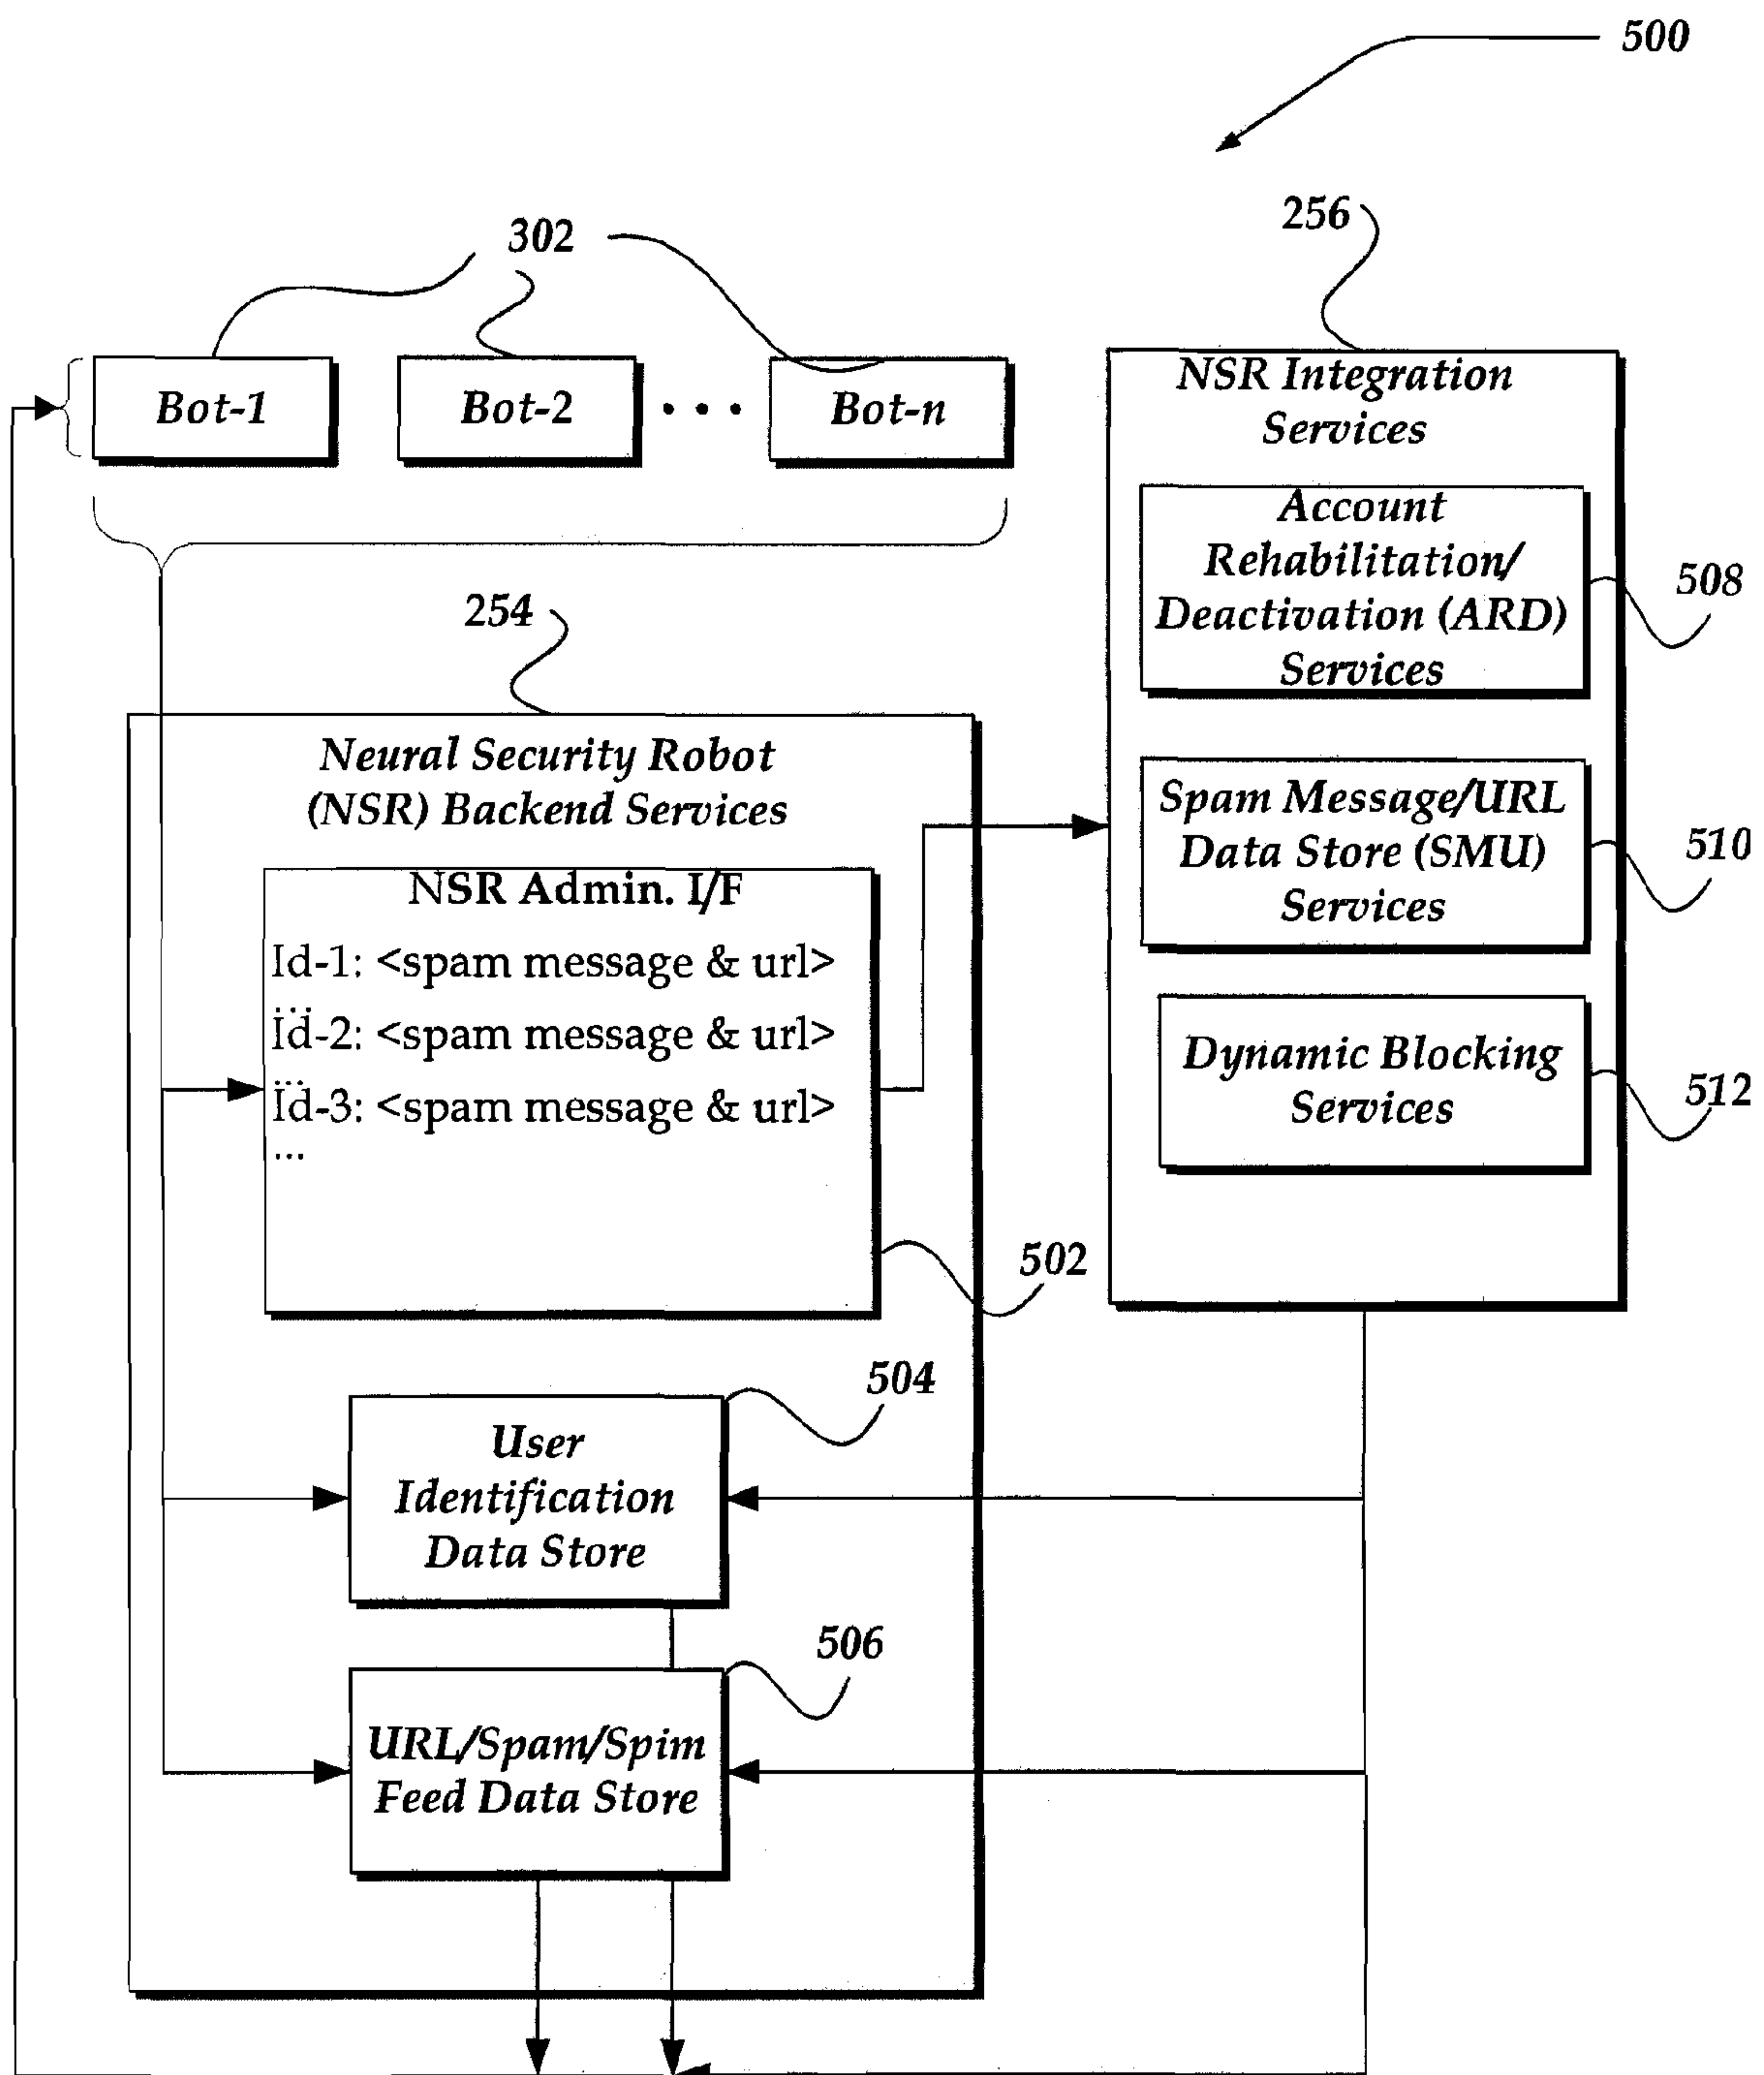 500
256
302
Bot-1
Bot-2
• • •
Bot-n
NSR Integration
Services
Account
Rehabilitation/
Deactivation (ARD)
Services
508
254
Neural Security Robot
(NSR) Backend Services
Spam Message/URL
Data Store (SMU)
Services
510
NSR Admin. I/F
Id-1: <spam message & url>
...
Id-2: <spam message & url>
...
Id-3: <spam message & url>
...
Dynamic Blocking
Services
512
502
504
User
Identification
Data Store
506
URL/Spam/Spim
Feed Data Store